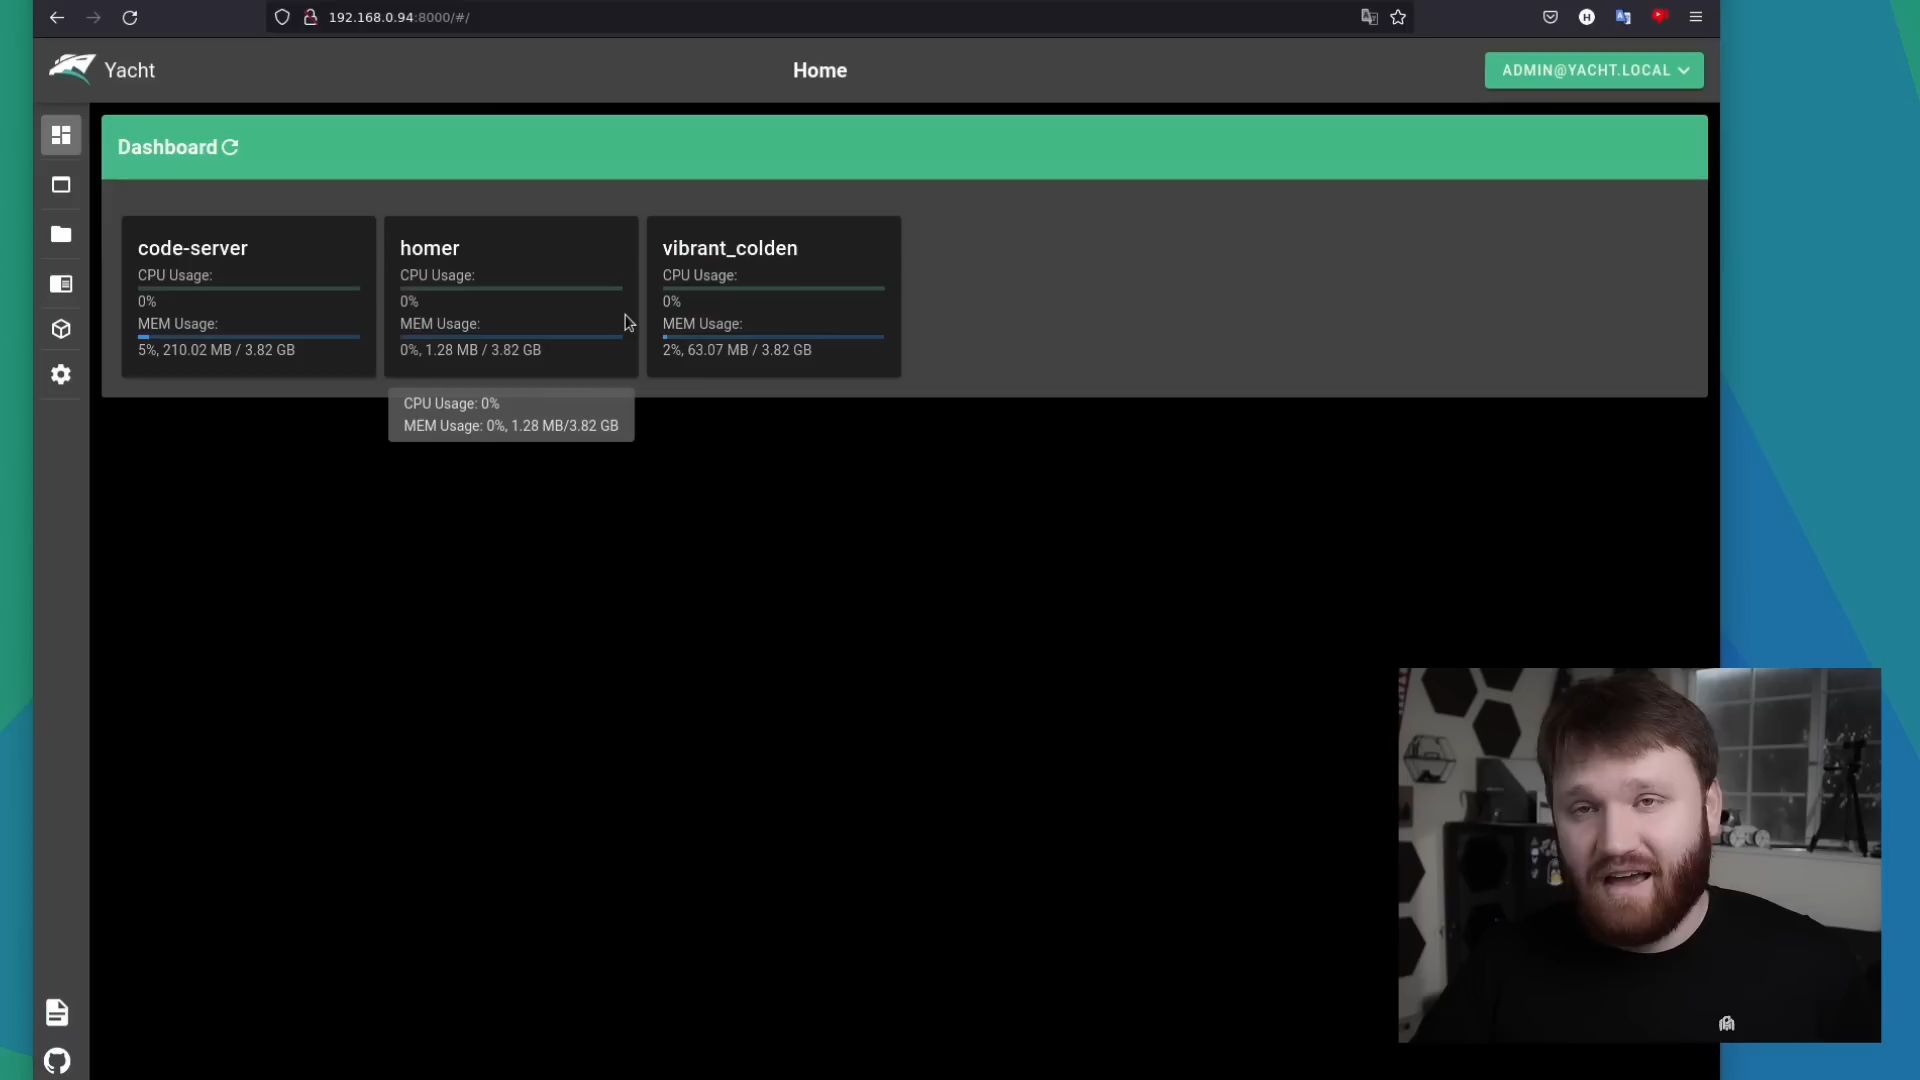 192.168.0.94:8000/#/
Yacht
Home
ADMIN@YACHT.LOCAL
Dashboard
code-server
CPU Usage:
0%
MEM Usage:
5%, 210.02 MB / 3.82 GB
homer
CPU Usage:
0%
MEM Usage:
0%, 1.28 MB / 3.82 GB
vibrant_colden
CPU Usage:
0%
MEM Usage:
2%, 63.07 MB / 3.82 GB
CPU Usage: 0%
MEM Usage: 0%, 1.28 MB/3.82 GB